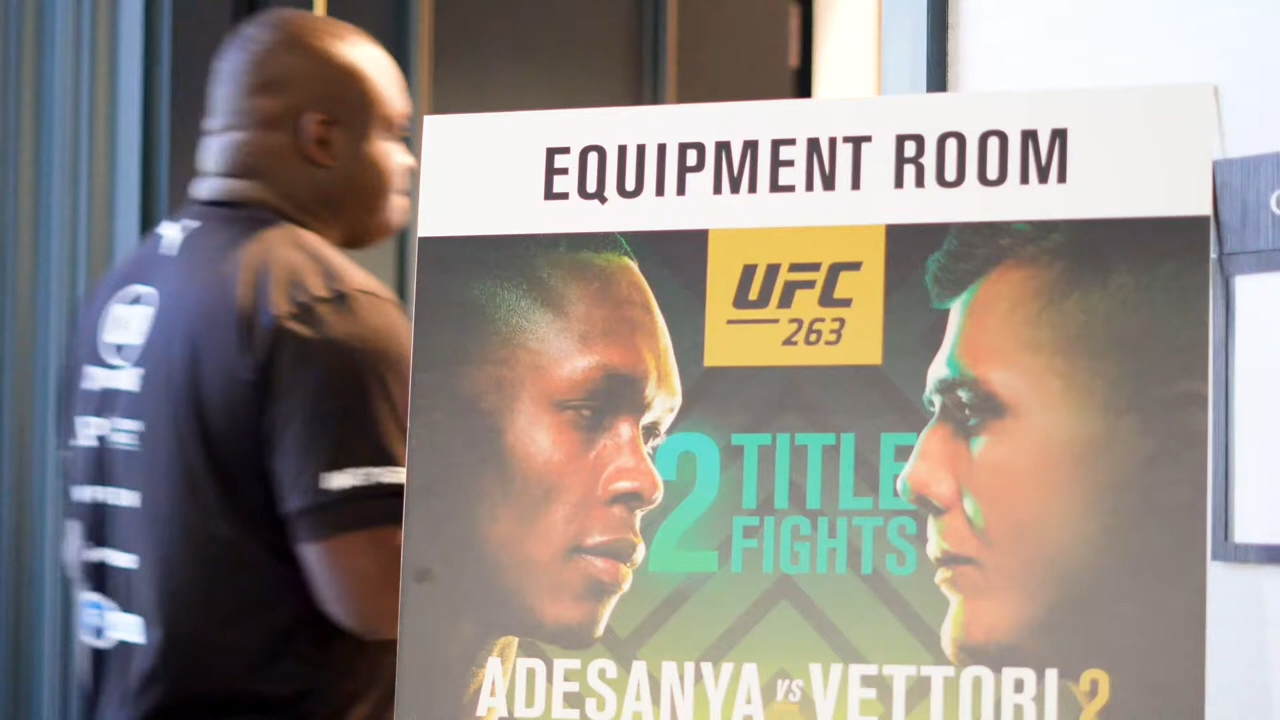 EQUIPMENT ROOM
UFC
263
2 TITLE
FIGHTS
ADESANYA VS VETTORI 2